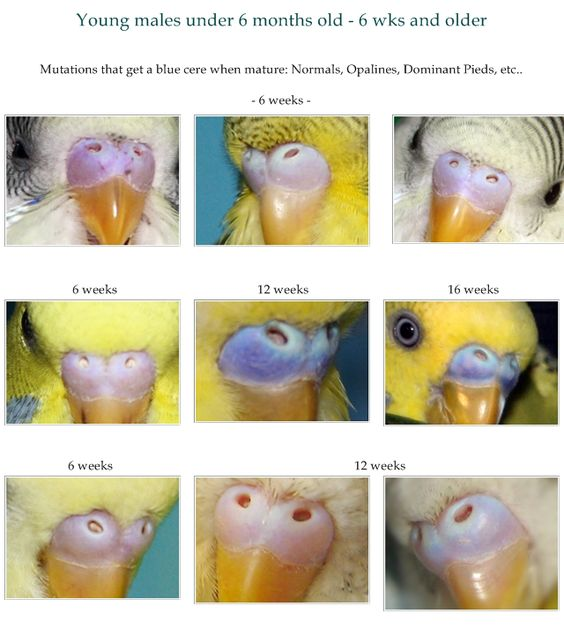 Young males under 6 months old - 6 wks and older
Mutations that get a blue cere when mature: Normals, Opalines, Dominant Pieds, etc..
- 6 weeks -
6 weeks
12 weeks
16 weeks
6 weeks
12 weeks